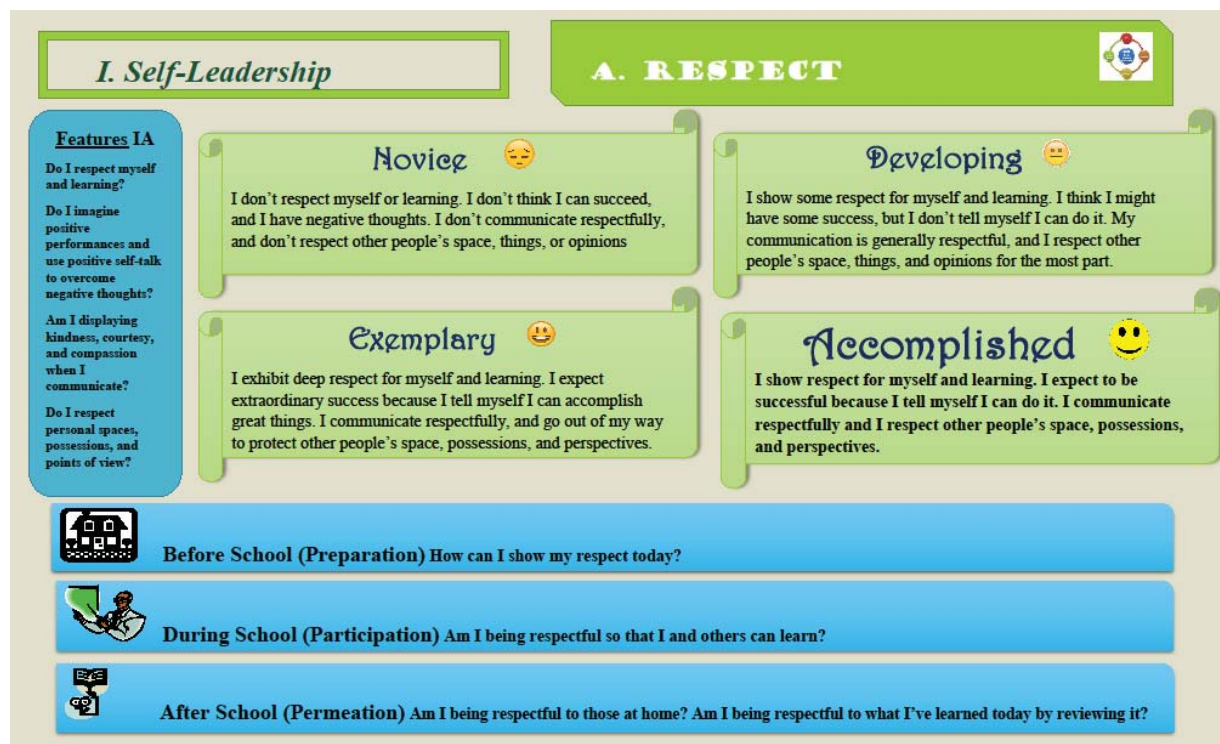 I. Self-Leadership
A. RESPECT
Features IA
Do I respect myself
and learning?
Do I imagine
positive
performances and
use positive self-talk
to overcome
negative thoughts?
Am I displaying
kindness, courtesy,
and compassion
when I
communicate?
Do I respect
personal spaces,
possessions, and
points of view?
Novice
I don't respect myself or learning. I don't think I can succeed,
and I have negative thoughts. I don't communicate respectfully,
and don't respect other people's space, things, or opinions
Developing
I show some respect for myself and learning. I think I might
have some success, but I don't tell myself I can do it. My
communication is generally respectful, and I respect other
people's space, things, and opinions for the most part.
Exemplary
I exhibit deep respect for myself and learning. I expect
extraordinary success because I tell myself I can accomplish
great things. I communicate respectfully, and go out of my way
to protect other people's space, possessions, and perspectives.
Accomplished
I show respect for myself and learning. I expect to be
successful because I tell myself I can do it. I communicate
respectfully and I respect other people's space, possessions,
and perspectives.
Before School (Preparation) How can I show my respect today?
During School (Participation) Am I being respectful so that I and others can learn?
After School (Permeation) Am I being respectful to those at home? Am I being respectful to what I've learned today by reviewing it?